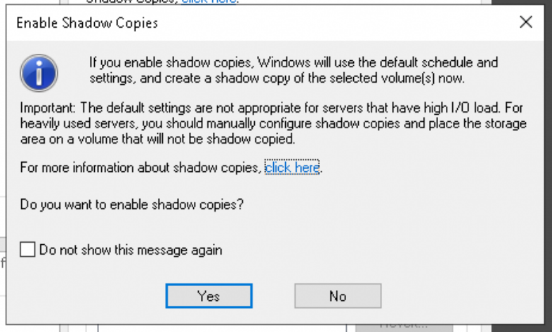 Shadow Copies, click here.
Enable Shadow Copies
If you enable shadow copies, Windows will use the default schedule and
settings, and create a shadow copy of the selected volume(s) now.
Important: The default settings are not appropriate for servers that have high I/O load. For
heavily used servers, you should manually configure shadow copies and place the storage
area on a volume that will not be shadow copied.
For more information about shadow copies, click here.
Do you want to enable shadow copies?
Do not show this message again
Yes
No